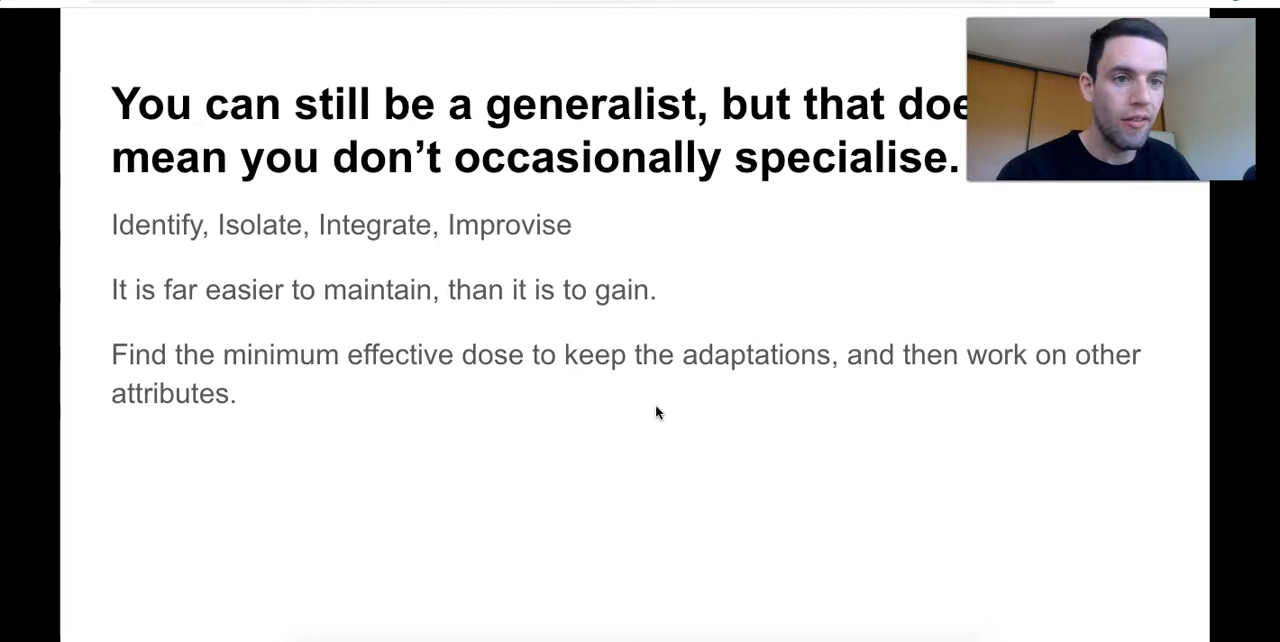 You can still be a generalist, but that
mean you don’t occasionally specialise.
Identify, Isolate, Integrate, Improvise
It is far easier to maintain, than it is to gain.
Find the minimum effective dose to keep the adaptations, and then work on other
attributes.